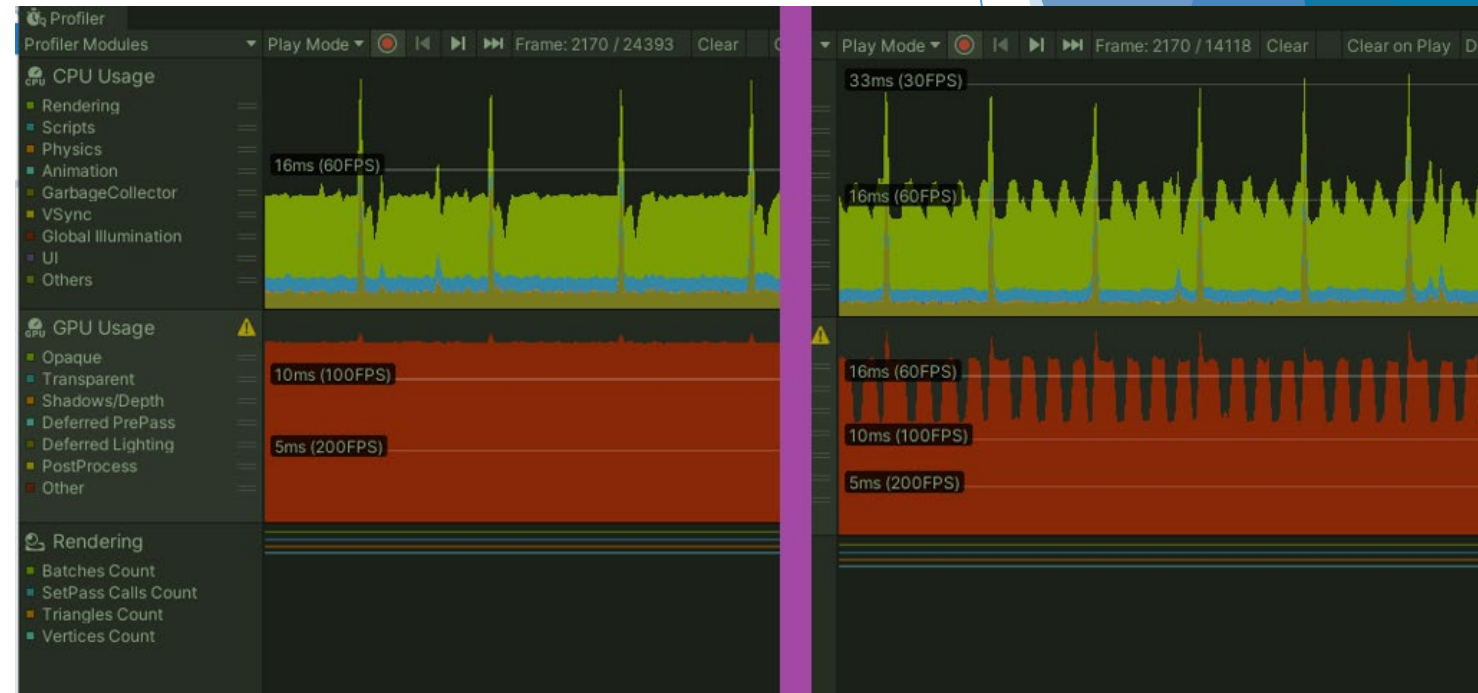 Profiler
Profiler Modules
Play Mode
Frame: 2170 / 24393
Clear
CPU Usage
Rendering
Scripts
Physics
Animation
GarbageCollector
VSync
Global Illumination
UI
Others
16ms (60FPS)
GPU Usage
Opaque
Transparent
Shadows/Depth
Deferred PrePass
Deferred Lighting
PostProcess
Other
10ms (100FPS)
5ms (200FPS)
Rendering
Batches Count
SetPass Calls Count
Triangles Count
Vertices Count
Play Mode
Frame: 2170 / 14118
Clear
Clear on Play
33ms (30FPS)
16ms (60FPS)
16ms (60FPS)
10ms (100FPS)
5ms (200FPS)